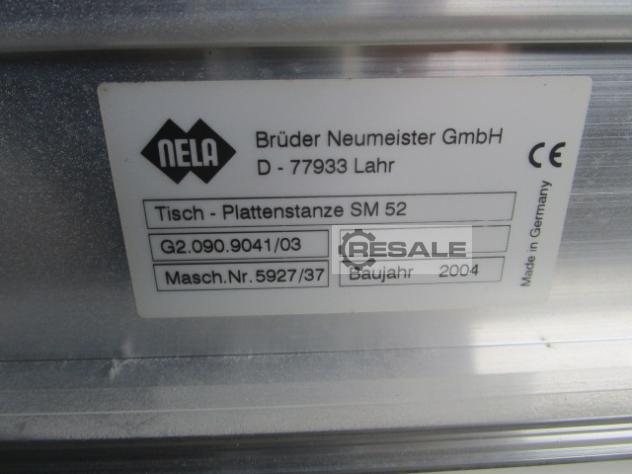 NELA
Brüder Neumeister GmbH
D - 77933 Lahr
CE
Tisch - Plattenstanze SM 52
G2.090.9041/03
RESALE
Masch.Nr.5927/37
Baujahr 2004
Made in Germany